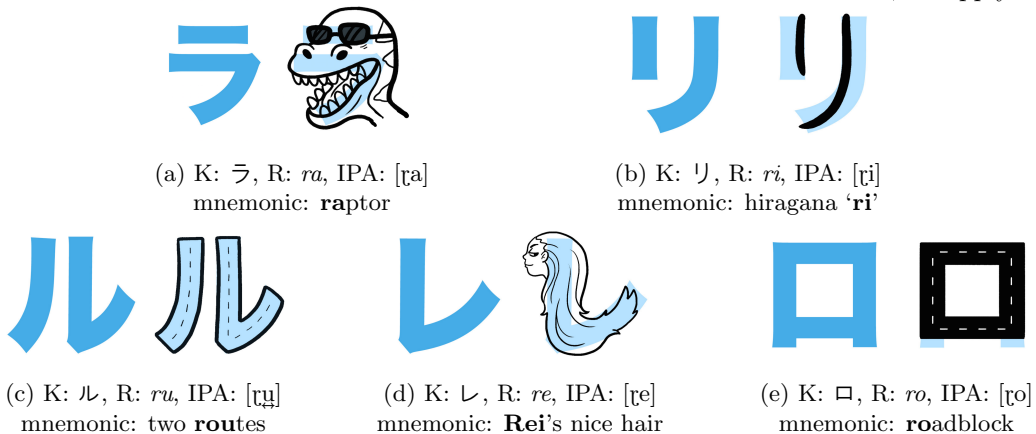 ラ
リ リ
(a) K: ラ, R: ra, IPA: [ɽa]
mnemonic: raptor
(b) K: リ, R: ri, IPA: [ɽi]
mnemonic: hiragana ‘ri’
ル ル
レ
ロ ロ
(c) K: ル, R: ru, IPA: [ɽu͍]
mnemonic: two routes
(d) K: レ, R: re, IPA: [ɽe]
mnemonic: Rei’s nice hair
(e) K: ロ, R: ro, IPA: [ɽo]
mnemonic: roadblock